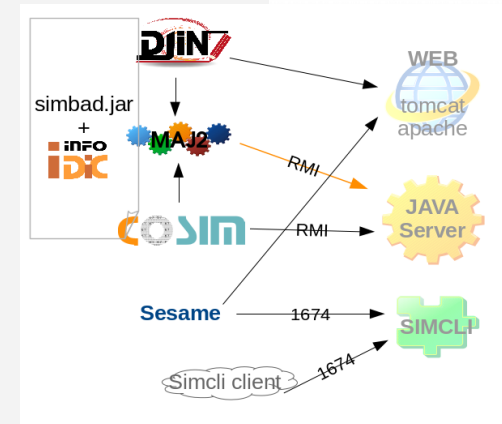 DJIN
WEB
simbad.jar
+
INFO
iDiC
MAJ2
tomcat
apache
RMI
JAVA
Server
COSIM
RMI
Sesame
1674
SIMCLI
Simcli client
1674